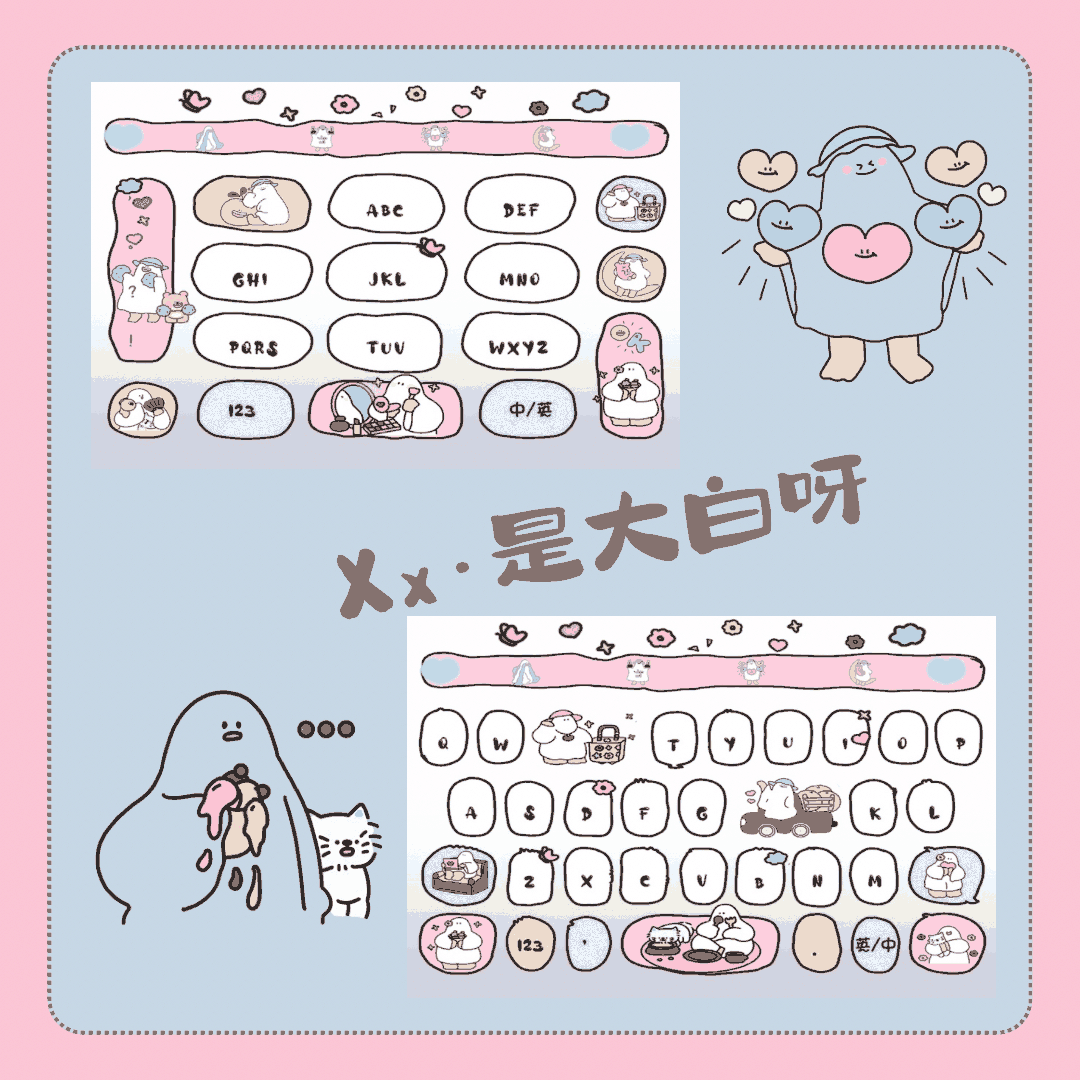 ABC DEF
GHI JKL MNO
?
PQRS TUV WXYZ
! OK
123 中/英
Xx·是大白呀
Q W T Y U I O P
A S D F G K L
Z X C V B N M
123 , . 英/中